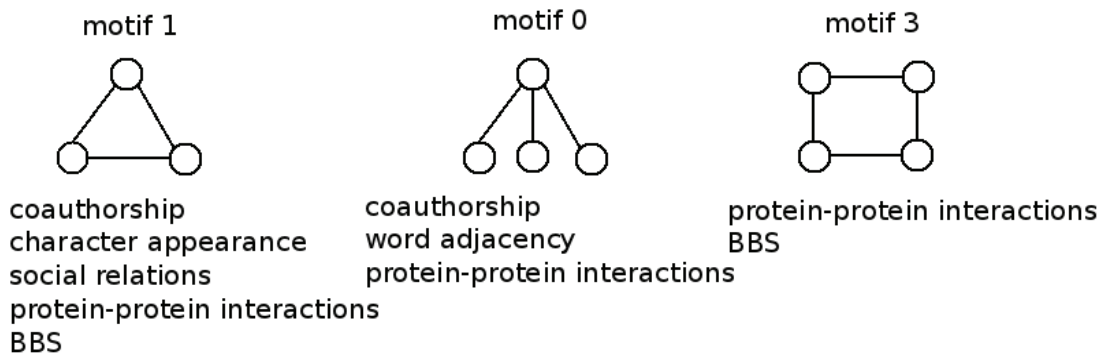 motif 1
coauthorship
character appearance
social relations
protein-protein interactions
BBS
motif 0
coauthorship
word adjacency
protein-protein interactions
motif 3
protein-protein interactions
BBS